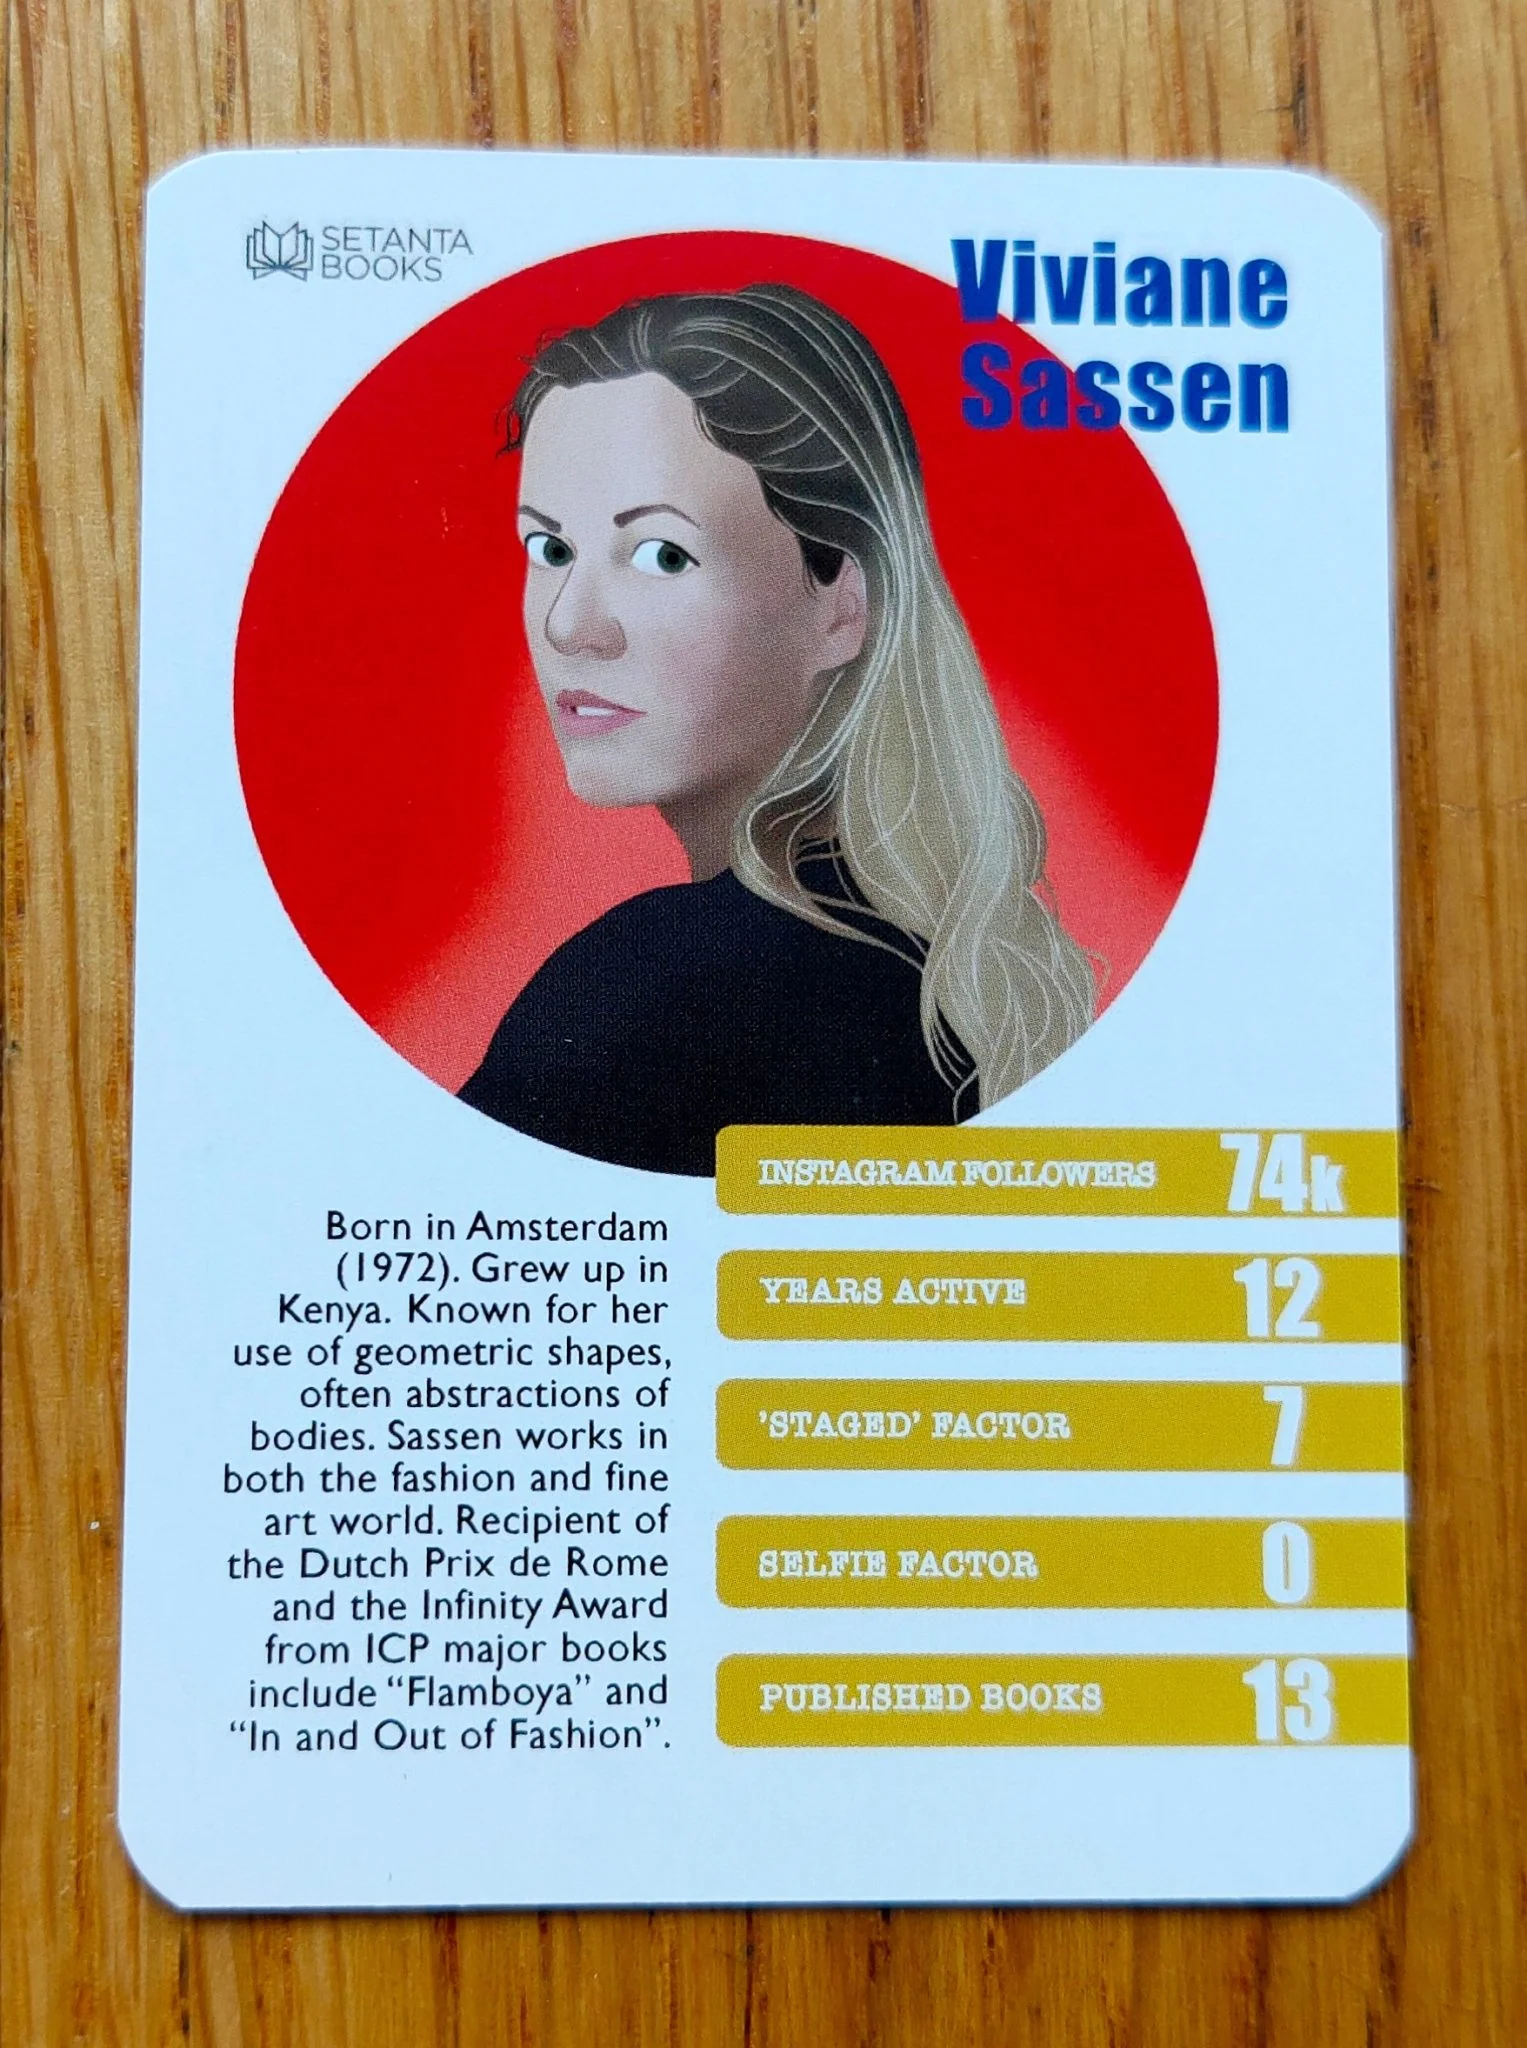 SETANTA
BOOKS
Viviane
Sassen
Born in Amsterdam
(1972). Grew up in
Kenya. Known for her
use of geometric shapes,
often abstractions of
bodies. Sassen works in
both the fashion and fine
art world. Recipient of
the Dutch Prix de Rome
and the Infinity Award
from ICP major books
include “Flamboya” and
“In and Out of Fashion”.
INSTAGRAM FOLLOWERS 74k
YEARS ACTIVE 12
’STAGED’ FACTOR 7
SELFIE FACTOR 0
PUBLISHED BOOKS 13